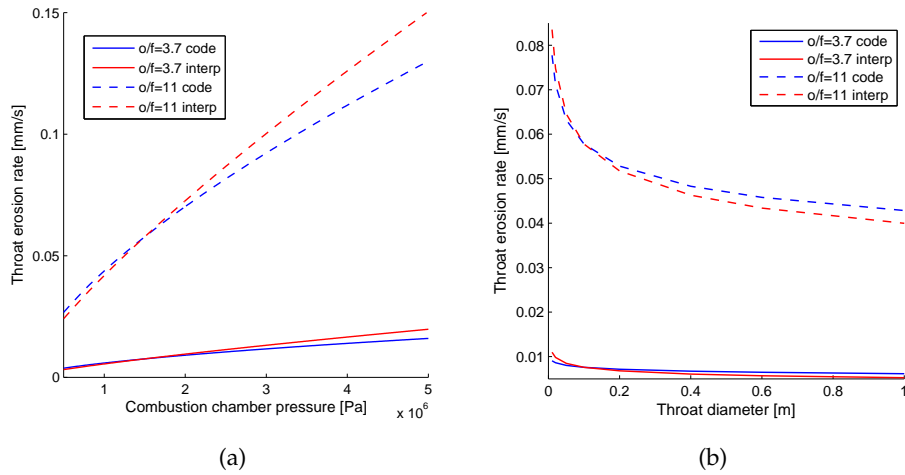 0.15
0.1
0.05
0
Throat erosion rate [mm/s]
o/f=3.7 code
o/f=3.7 interp
o/f=11 code
o/f=11 interp
1 2 3 4 5
x 10^6
Combustion chamber pressure [Pa]
(a)
0.08
0.07
0.06
0.05
0.04
0.03
0.02
0.01
Throat erosion rate [mm/s]
o/f=3.7 code
o/f=3.7 interp
o/f=11 code
o/f=11 interp
0 0.2 0.4 0.6 0.8 1
Throat diameter [m]
(b)